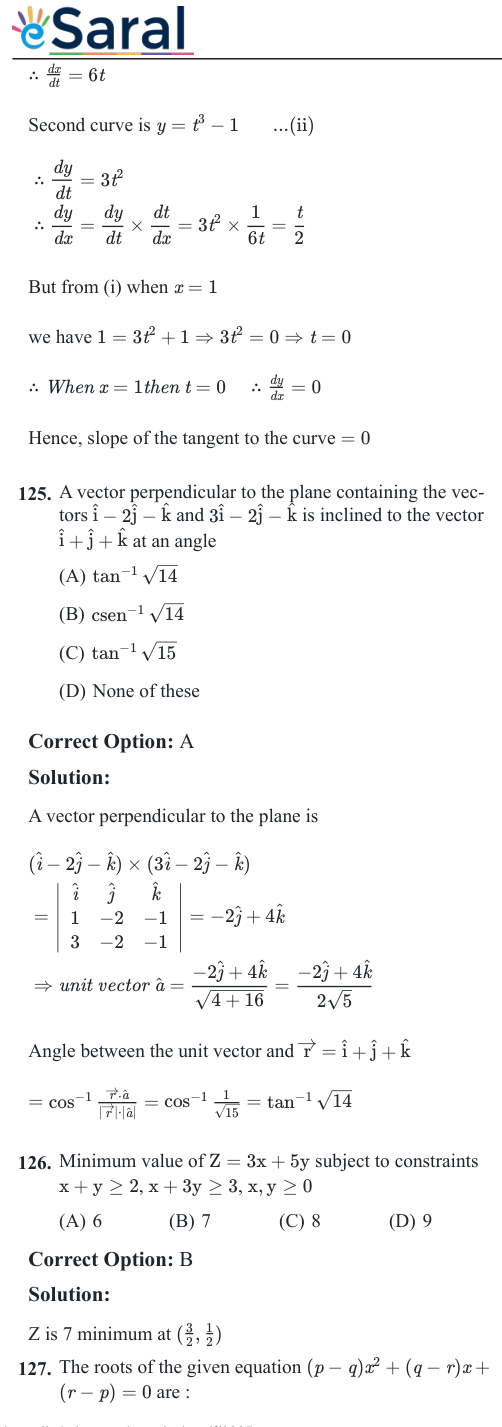 eSaral
∴ dx/dt = 6t
Second curve is y = t³ − 1 ...(ii)
∴ dy/dt = 3t²
∴ dy/dx = dy/dt × dt/dx = 3t² × 1/6t = t/2
But from (i) when x = 1
we have 1 = 3t² + 1 ⇒ 3t² = 0 ⇒ t = 0
∴ When x = 1then t = 0 ∴ dy/dx = 0
Hence, slope of the tangent to the curve = 0
125. A vector perpendicular to the plane containing the vec-
tors î − 2ĵ − k̂ and 3î − 2ĵ − k̂ is inclined to the vector
î + ĵ + k̂ at an angle
(A) tan⁻¹ √14
(B) csen⁻¹ √14
(C) tan⁻¹ √15
(D) None of these
Correct Option: A
Solution:
A vector perpendicular to the plane is
(î − 2ĵ − k̂) × (3î − 2ĵ − k̂)
= | î ĵ k̂ |
| 1 −2 −1 | = −2ĵ + 4k̂
| 3 −2 −1 |
⇒ unit vector â = (−2ĵ + 4k̂)/√(4 + 16) = (−2ĵ + 4k̂)/2√5
Angle between the unit vector and r⃗ = î + ĵ + k̂
= cos⁻¹ (r⃗·â)/(|r⃗|·|â|) = cos⁻¹ 1/√15 = tan⁻¹ √14
126. Minimum value of Z = 3x + 5y subject to constraints
x + y ≥ 2, x + 3y ≥ 3, x, y ≥ 0
(A) 6 (B) 7 (C) 8 (D) 9
Correct Option: B
Solution:
Z is 7 minimum at (3/2, 1/2)
127. The roots of the given equation (p − q)x² + (q − r)x +
(r − p) = 0 are :